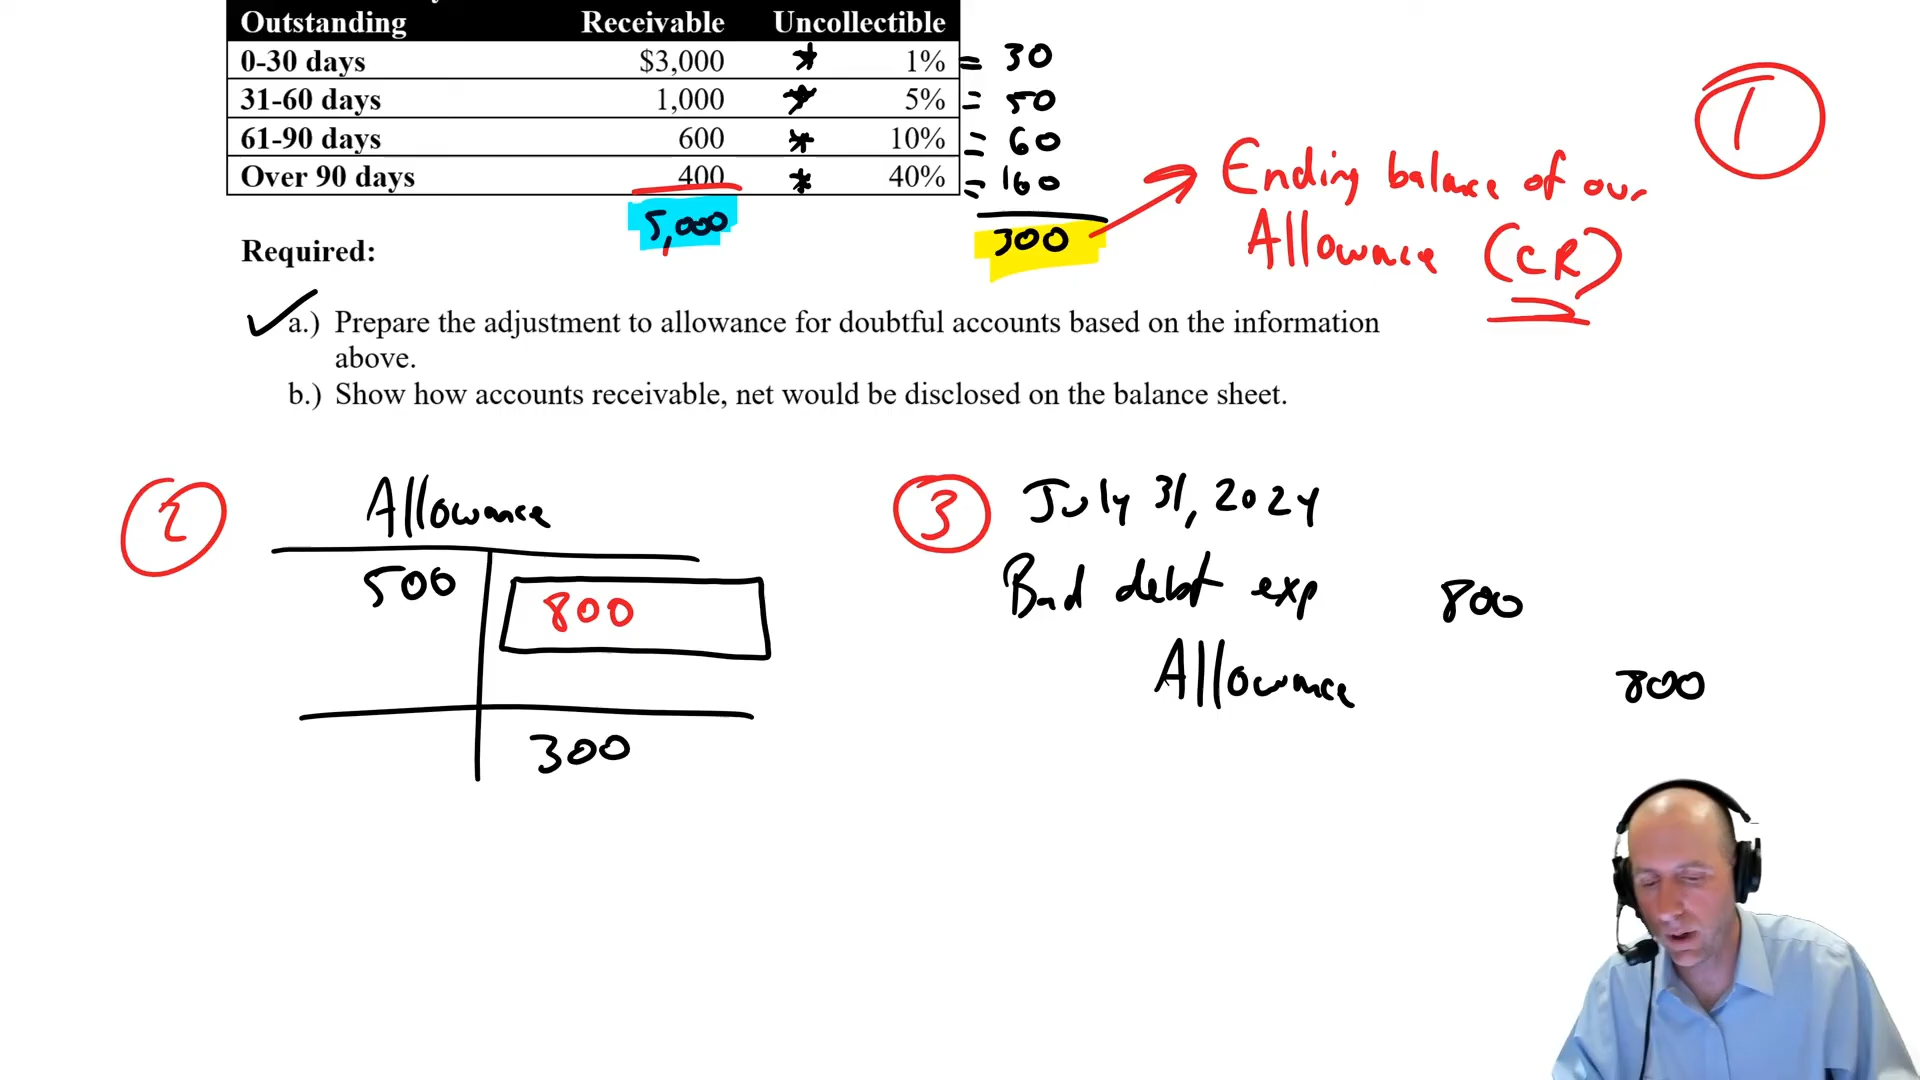 Outstanding Receivable Uncollectible
0-30 days $3,000 * 1% = 30
31-60 days 1,000 * 5% = 50
61-90 days 600 * 10% = 60
Over 90 days 400 * 40% = 160
5,000 300
1
Ending balance of our
Allowance (CR)
Required:
a.) Prepare the adjustment to allowance for doubtful accounts based on the information
above.
b.) Show how accounts receivable, net would be disclosed on the balance sheet.
2 Allowance
500 800
300
3 July 31, 2024
Bad debt exp 800
Allowance 800